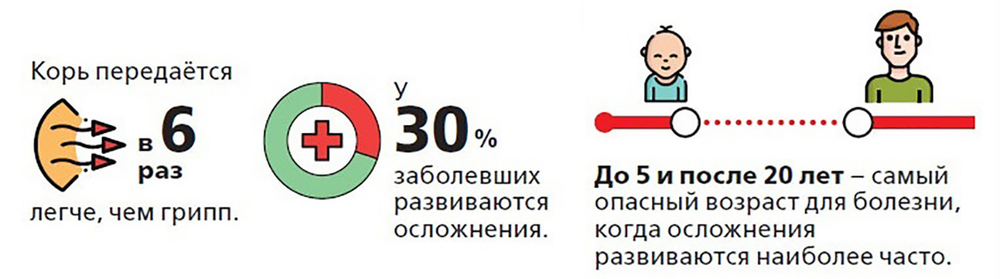 Корь передаётся
в 6
раз
легче, чем грипп.
у
30 %
заболевших
развиваются
осложнения.
До 5 и после 20 лет – самый
опасный возраст для болезни,
когда осложнения
развиваются наиболее часто.